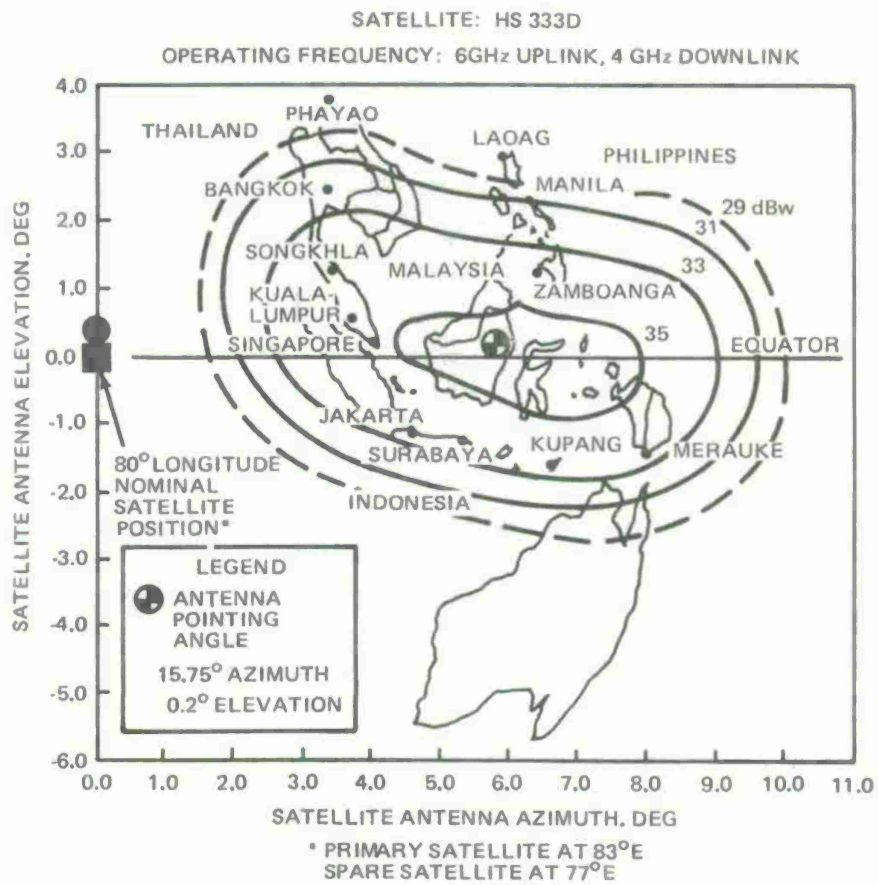 SATELLITE: HS 333D
OPERATING FREQUENCY: 6GHz UPLINK, 4 GHz DOWNLINK
SATELLITE ANTENNA ELEVATION. DEG
4.0
3.0
2.0
1.0
0.0
-1.0
-2.0
-3.0
-4.0
-5.0
-6.0
PHAYAO
THAILAND
LAOAG
PHILIPPINES
BANGKOK
MANILA
29 dBw
31
SONGKHLA
MALAYSIA
33
KUALA-
LUMPUR
ZAMBOANGA
SINGAPORE
35
EQUATOR
JAKARTA
SURABAYA
KUPANG
MERAUKE
INDONESIA
80° LONGITUDE
NOMINAL
SATELLITE
POSITION*
LEGEND
ANTENNA
POINTING
ANGLE
15.75° AZIMUTH
0.2° ELEVATION
0.0 1.0 2.0 3.0 4.0 5.0 6.0 7.0 8.0 9.0 10.0 11.0
SATELLITE ANTENNA AZIMUTH. DEG
* PRIMARY SATELLITE AT 83°E
SPARE SATELLITE AT 77°E